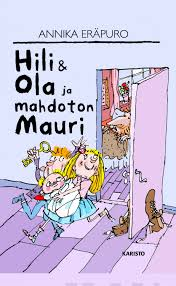 ANNIKA ERÄPURO
Hili &
Ola ja
mahdoton
Mauri
KARISTO